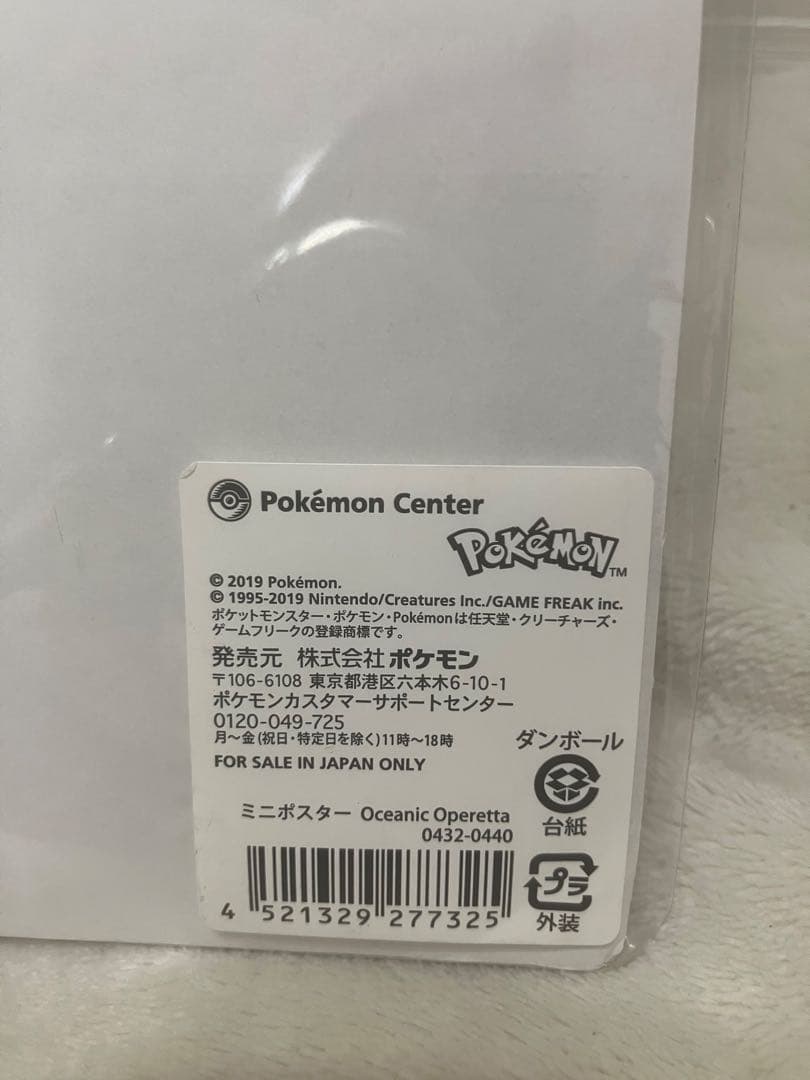 Pokémon Center
POKéMON TM
© 2019 Pokémon.
© 1995-2019 Nintendo/Creatures Inc./GAME FREAK inc.
ポケットモンスター・ポケモン・Pokémonは任天堂・クリーチャーズ・
ゲームフリークの登録商標です。
発売元 株式会社ポケモン
〒106-6108 東京都港区六本木6-10-1
ポケモンカスタマーサポートセンター
0120-049-725
月〜金(祝日・特定日を除く)11時〜18時
FOR SALE IN JAPAN ONLY
ダンボール
台紙
ミニポスター Oceanic Operetta
0432-0440
4 521329 277325
プラ
外装